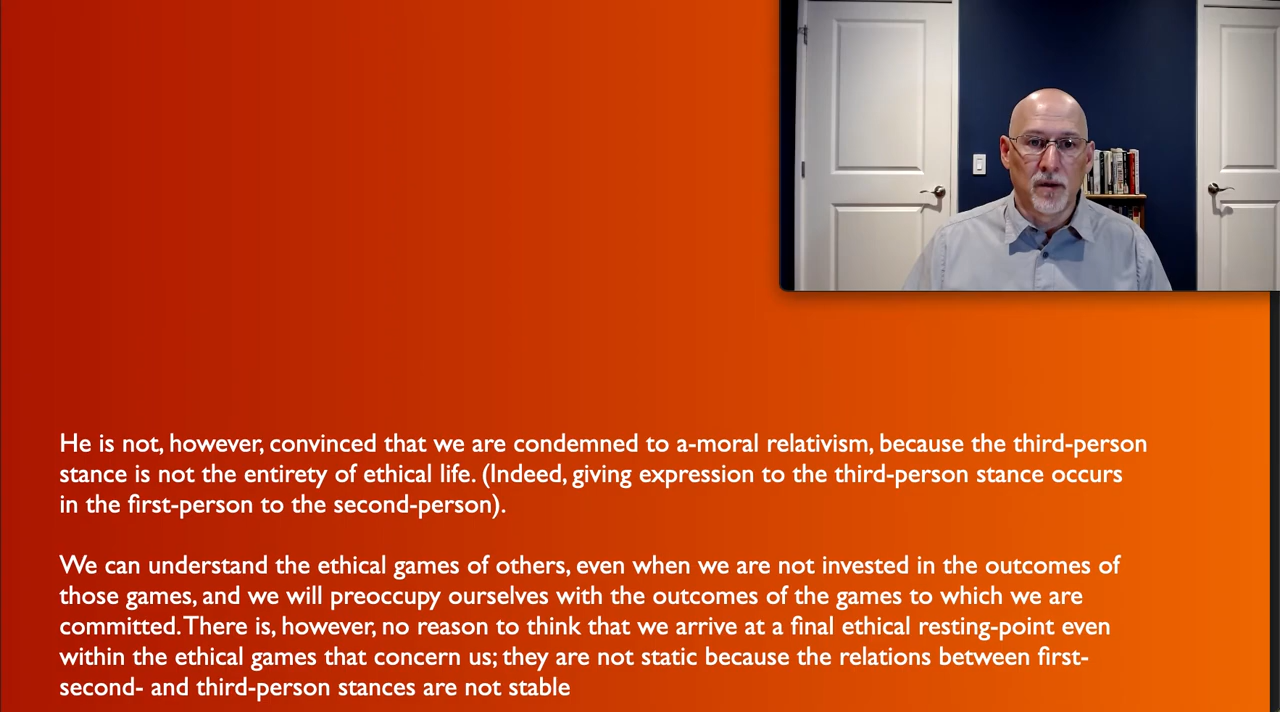 He is not, however, convinced that we are condemned to a-moral relativism, because the third-person
stance is not the entirety of ethical life. (Indeed, giving expression to the third-person stance occurs
in the first-person to the second-person).
We can understand the ethical games of others, even when we are not invested in the outcomes of
those games, and we will preoccupy ourselves with the outcomes of the games to which we are
committed. There is, however, no reason to think that we arrive at a final ethical resting-point even
within the ethical games that concern us; they are not static because the relations between first-
second- and third-person stances are not stable